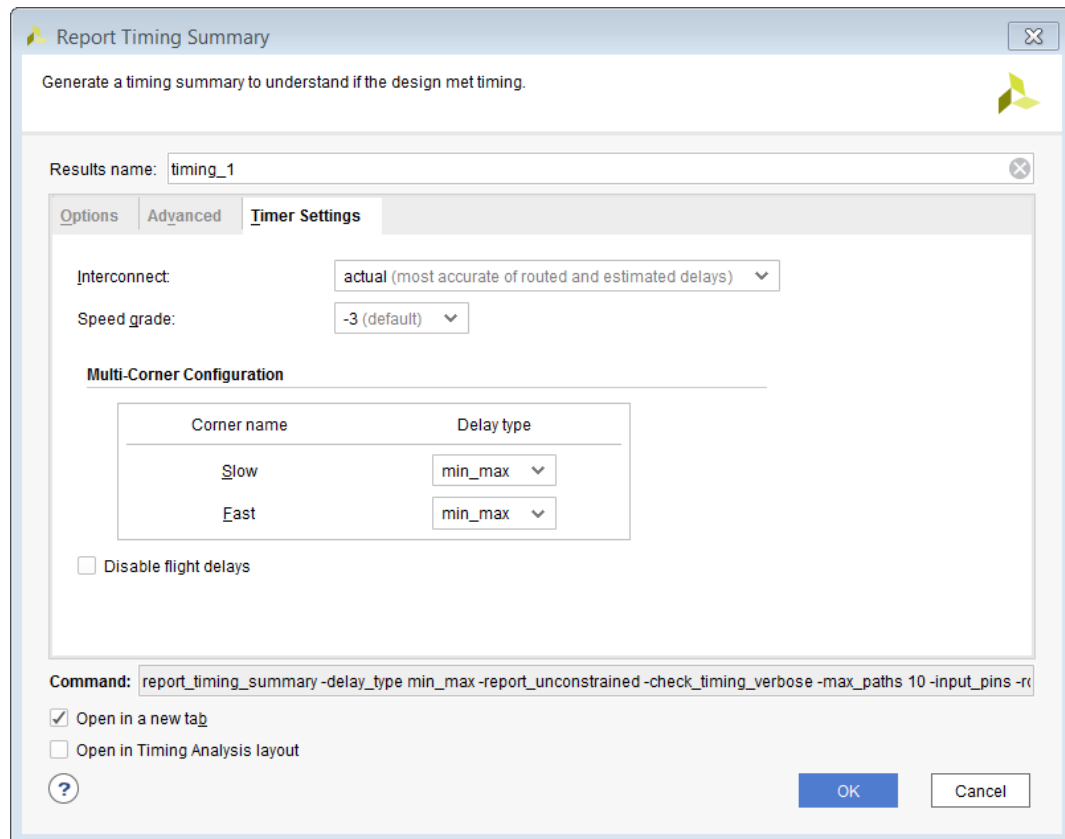 Report Timing Summary
Generate a timing summary to understand if the design met timing.
Results name: timing_1
Options Advanced Timer Settings
Interconnect: actual (most accurate of routed and estimated delays)
Speed grade: -3 (default)
Multi-Corner Configuration
Corner name Delay type
Slow min_max
Fast min_max
Disable flight delays
Command: report_timing_summary -delay_type min_max -report_unconstrained -check_timing_verbose -max_paths 10 -input_pins
Open in a new tab
Open in Timing Analysis layout
? OK Cancel